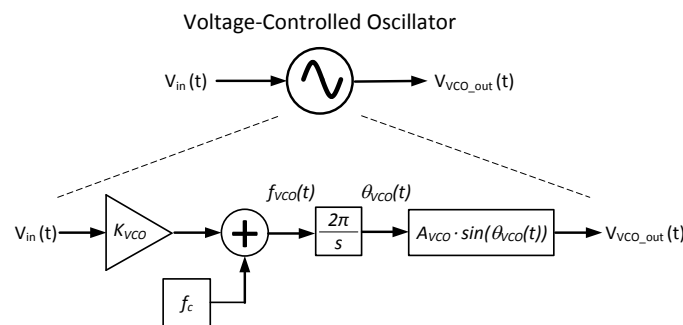 Voltage-Controlled Oscillator
V_in (t) V_VCO_out (t)
f_VCO(t) θ_VCO(t)
V_in (t) K_VCO + 2π/s A_VCO · sin(θ_VCO(t)) V_VCO_out (t)
f_c